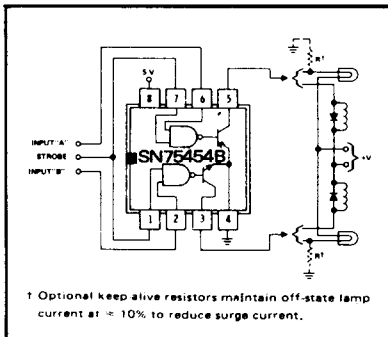 5 V
8 7 6 5
INPUT "A"
STROBE
INPUT "B"
SN75454B
1 2 3 4
R†
+V
R†
† Optional keep-alive resistors maintain off-state lamp
current at ≈ 10% to reduce surge current.